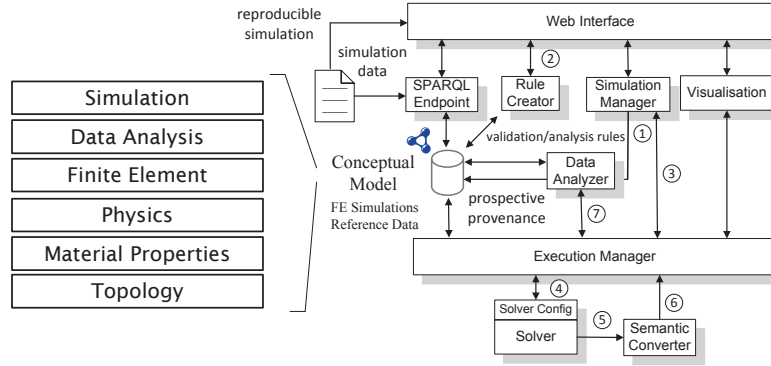 reproducible
simulation
Web Interface
simulation
data
②
SPARQL
Endpoint
Rule
Creator
Simulation
Manager
Visualisation
Simulation
Data Analysis
Finite Element
Physics
Material Properties
Topology
①
validation/analysis rules
Conceptual
Model
FE Simulations
Reference Data
Data
Analyzer
③
prospective
provenance
⑦
Execution Manager
④
Solver Config
Solver
⑤
⑥
Semantic
Converter